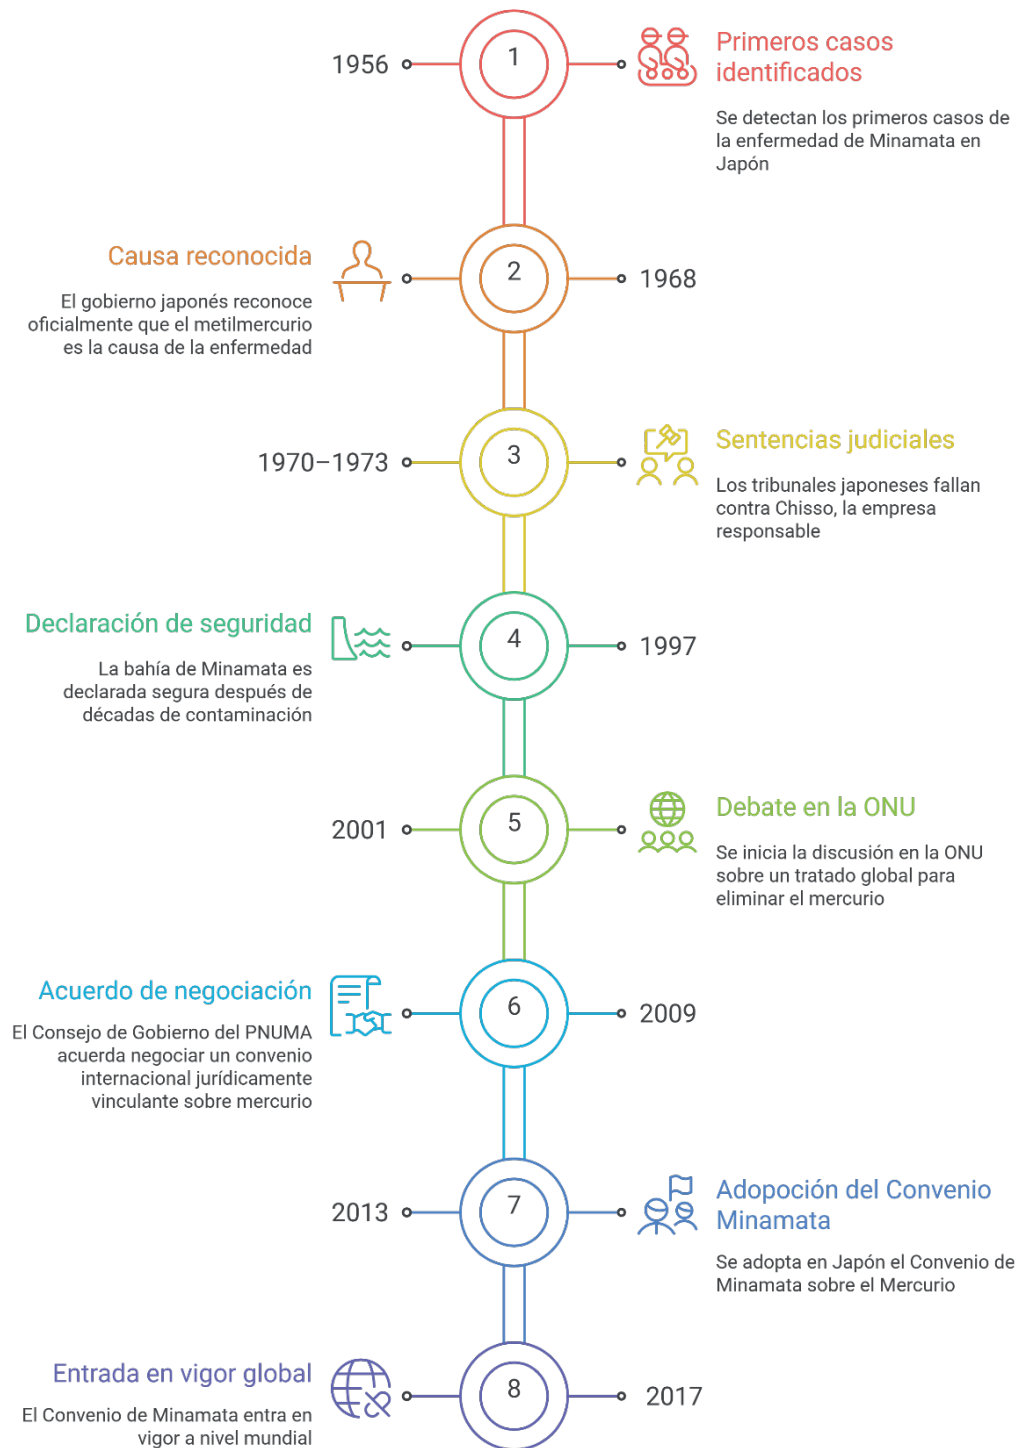 1956
1
Primeros casos
identificados
Se detectan los primeros casos de
la enfermedad de Minamata en
Japón
Causa reconocida
El gobierno japonés reconoce
oficialmente que el metilmercurio
es la causa de la enfermedad
2
1968
1970–1973
3
Sentencias judiciales
Los tribunales japoneses fallan
contra Chisso, la empresa
responsable
Declaración de seguridad
La bahía de Minamata es
declarada segura después de
décadas de contaminación
4
1997
2001
5
Debate en la ONU
Se inicia la discusión en la ONU
sobre un tratado global para
eliminar el mercurio
Acuerdo de negociación
El Consejo de Gobierno del PNUMA
acuerda negociar un convenio
internacional jurídicamente
vinculante sobre mercurio
6
2009
2013
7
Adopoción del Convenio
Minamata
Se adopta en Japón el Convenio de
Minamata sobre el Mercurio
Entrada en vigor global
El Convenio de Minamata entra en
vigor a nivel mundial
8
2017